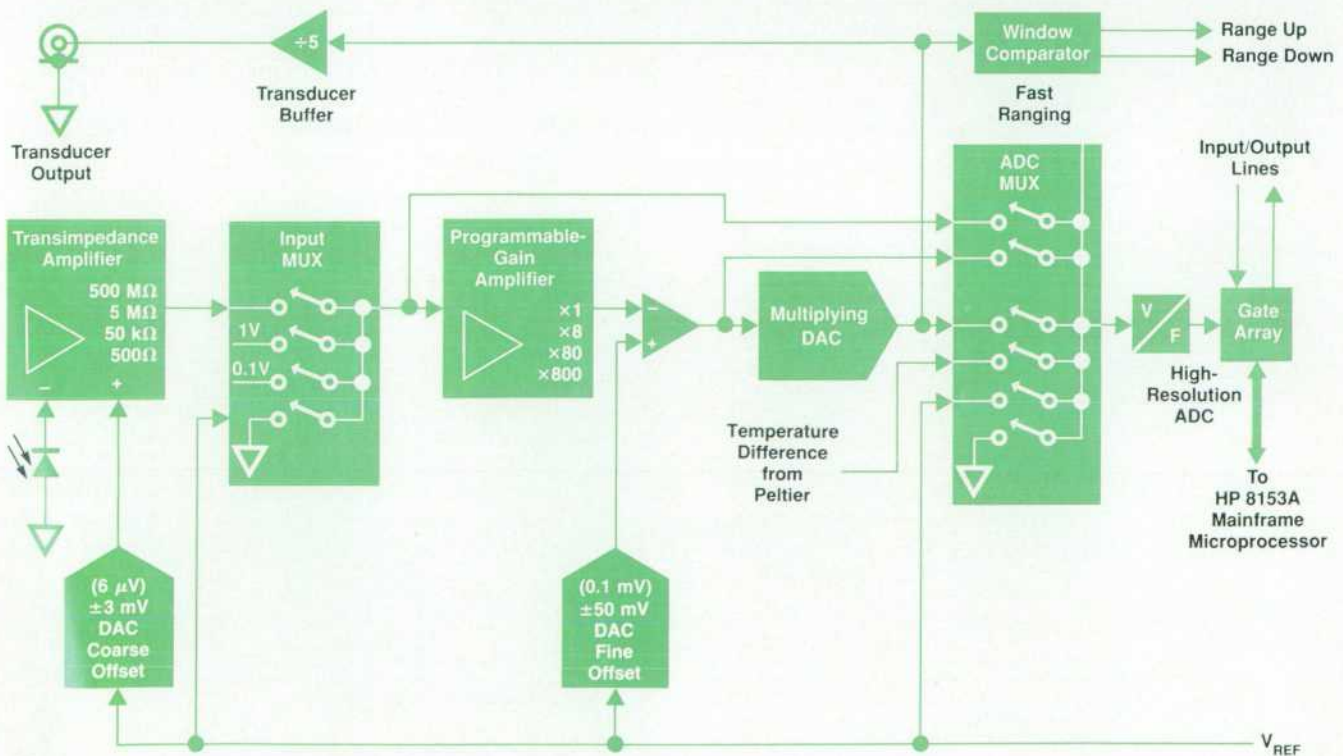 ÷5
Transducer
Buffer
Transducer
Output
Window
Comparator
Range Up
Range Down
Fast
Ranging
Input/Output
Lines
Transimpedance
Amplifier
500 MΩ
5 MΩ
50 kΩ
500Ω
−
+
Input
MUX
1V
0.1V
Programmable-
Gain
Amplifier
×1
×8
×80
×800
−
+
Multiplying
DAC
ADC
MUX
V
F
High-
Resolution
ADC
Gate
Array
Temperature
Difference
from
Peltier
To
HP 8153A
Mainframe
Microprocessor
(6 μV)
±3 mV
DAC
Coarse
Offset
(0.1 mV)
±50 mV
DAC
Fine
Offset
VREF